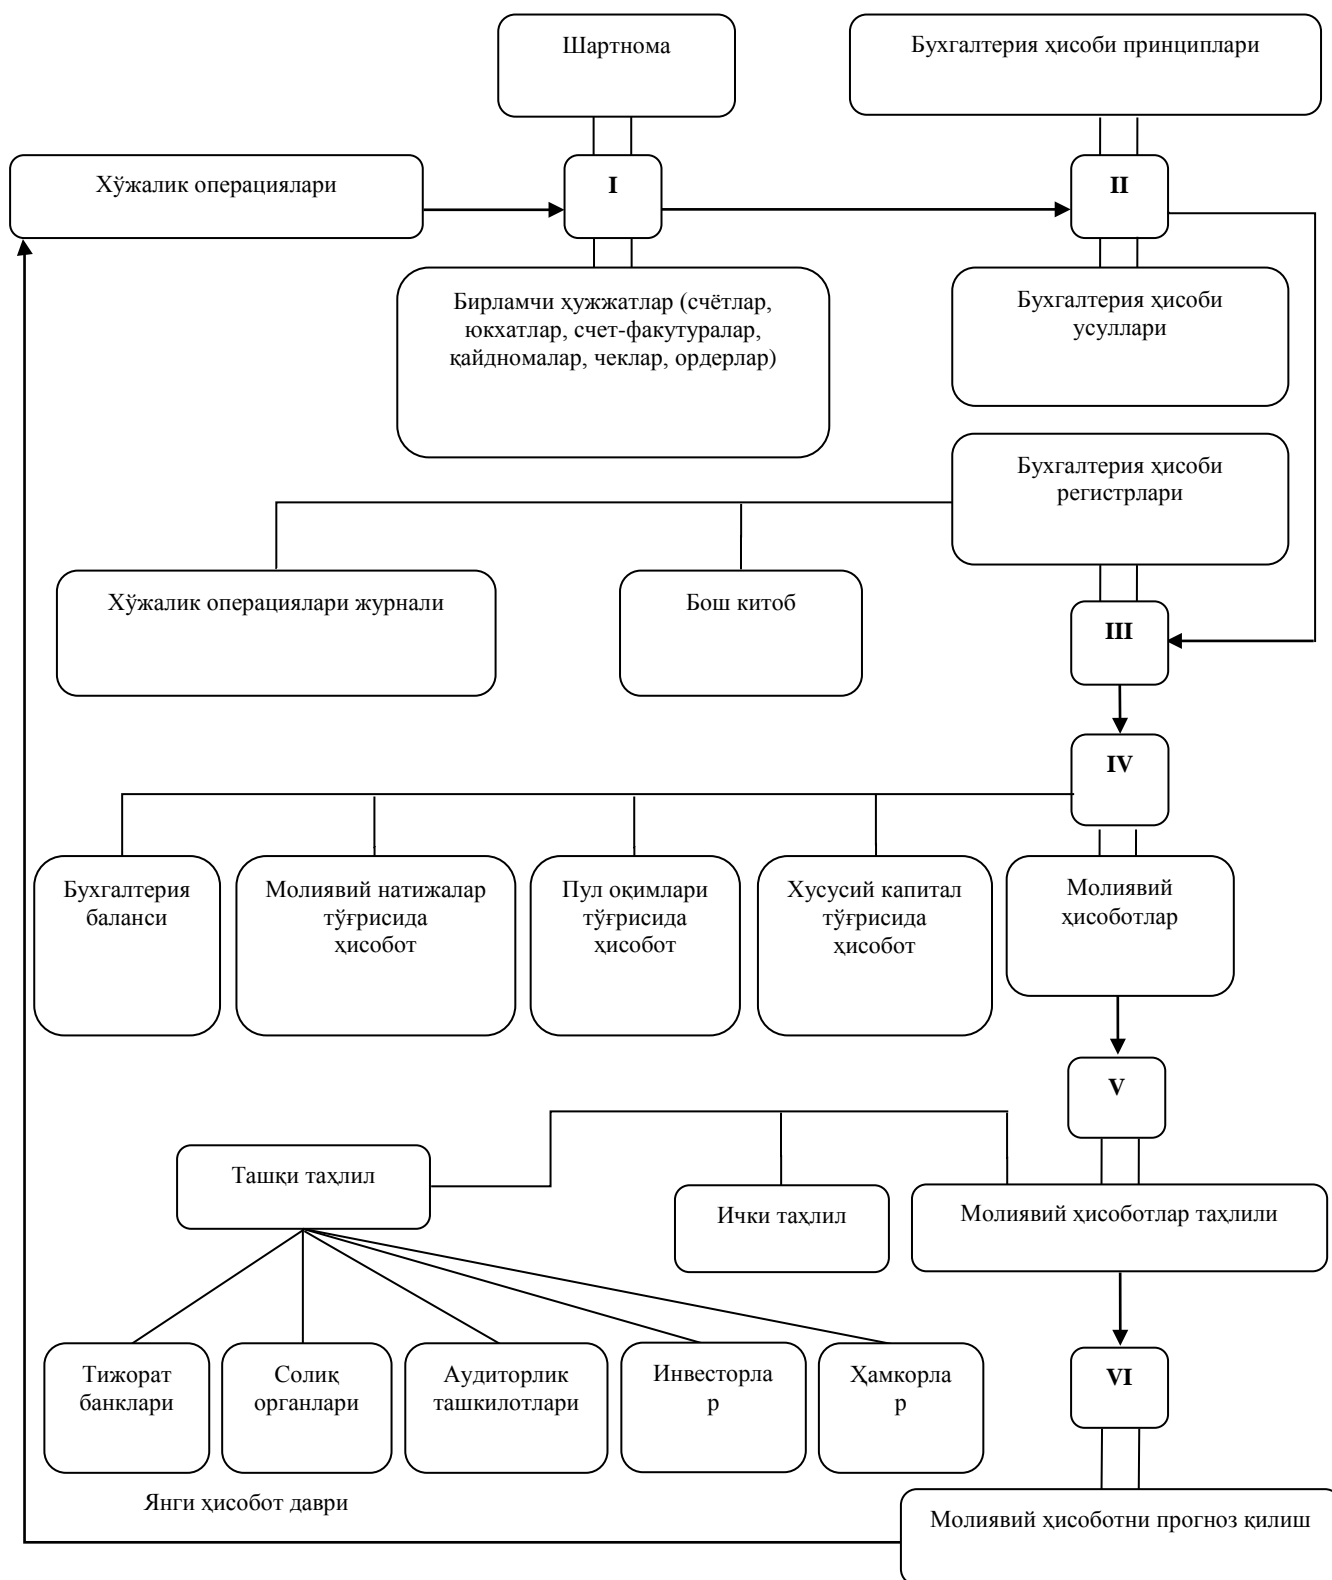 Шартнома
Бухгалтерия ҳисоби принциплари
Хўжалик операциялари
I
II
Бирламчи ҳужжатлар (счётлар,
юкхатлар, счет-факутуралар,
қайдномалар, чеклар, ордерлар)
Бухгалтерия ҳисоби
усуллари
Бухгалтерия ҳисоби
регистрлари
Хўжалик операциялари журнали
Бош китоб
III
IV
Бухгалтерия
баланси
Молиявий натижалар
тўғрисида
ҳисобот
Пул оқимлари
тўғрисида
ҳисобот
Хусусий капитал
тўғрисида
ҳисобот
Молиявий
ҳисоботлар
V
Ташқи таҳлил
Ички таҳлил
Молиявий ҳисоботлар таҳлили
Тижорат
банклари
Солиқ
органлари
Аудиторлик
ташкилотлари
Инвесторла
р
Ҳамкорла
р
VI
Янги ҳисобот даври
Молиявий ҳисоботни прогноз қилиш